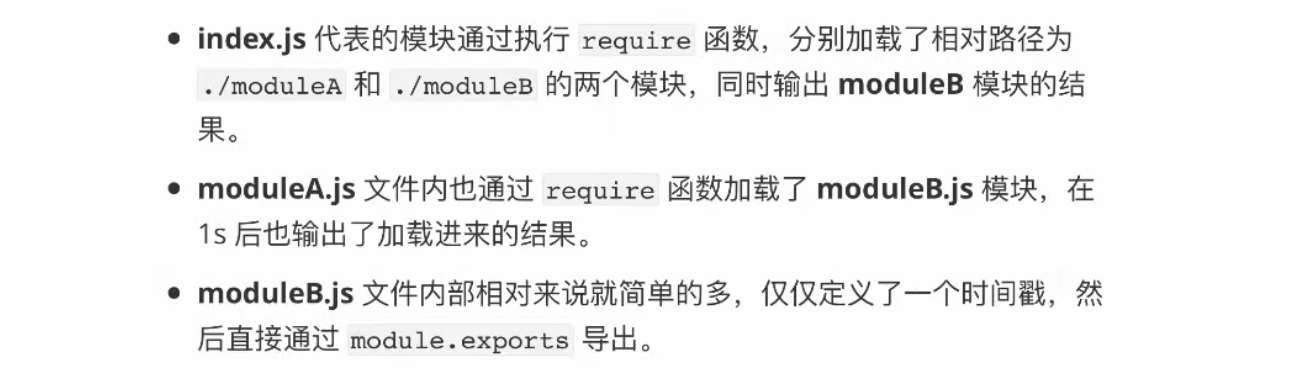 • index.js 代表的模块通过执行 require 函数，分别加载了相对路径为
./moduleA 和 ./moduleB 的两个模块，同时输出 moduleB 模块的结
果。
• moduleA.js 文件内也通过 require 函数加载了 moduleB.js 模块，在
1s 后也输出了加载进来的结果。
• moduleB.js 文件内部相对来说就简单的多，仅仅定义了一个时间戳，然
后直接通过 module.exports 导出。